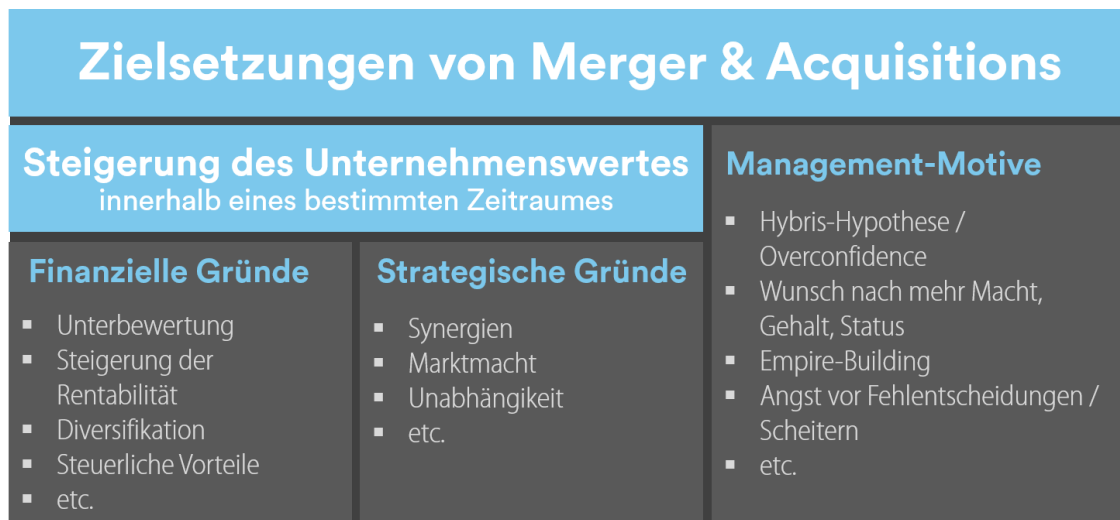 Zielsetzungen von Merger & Acquisitions
Steigerung des Unternehmenswertes
innerhalb eines bestimmten Zeitraumes
Finanzielle Gründe
▪ Unterbewertung
▪ Steigerung der
Rentabilität
▪ Diversifikation
▪ Steuerliche Vorteile
▪ etc.
Strategische Gründe
▪ Synergien
▪ Marktmacht
▪ Unabhängikeit
▪ etc.
Management-Motive
▪ Hybris-Hypothese /
Overconfidence
▪ Wunsch nach mehr Macht,
Gehalt, Status
▪ Empire-Building
▪ Angst vor Fehlentscheidungen /
Scheitern
▪ etc.